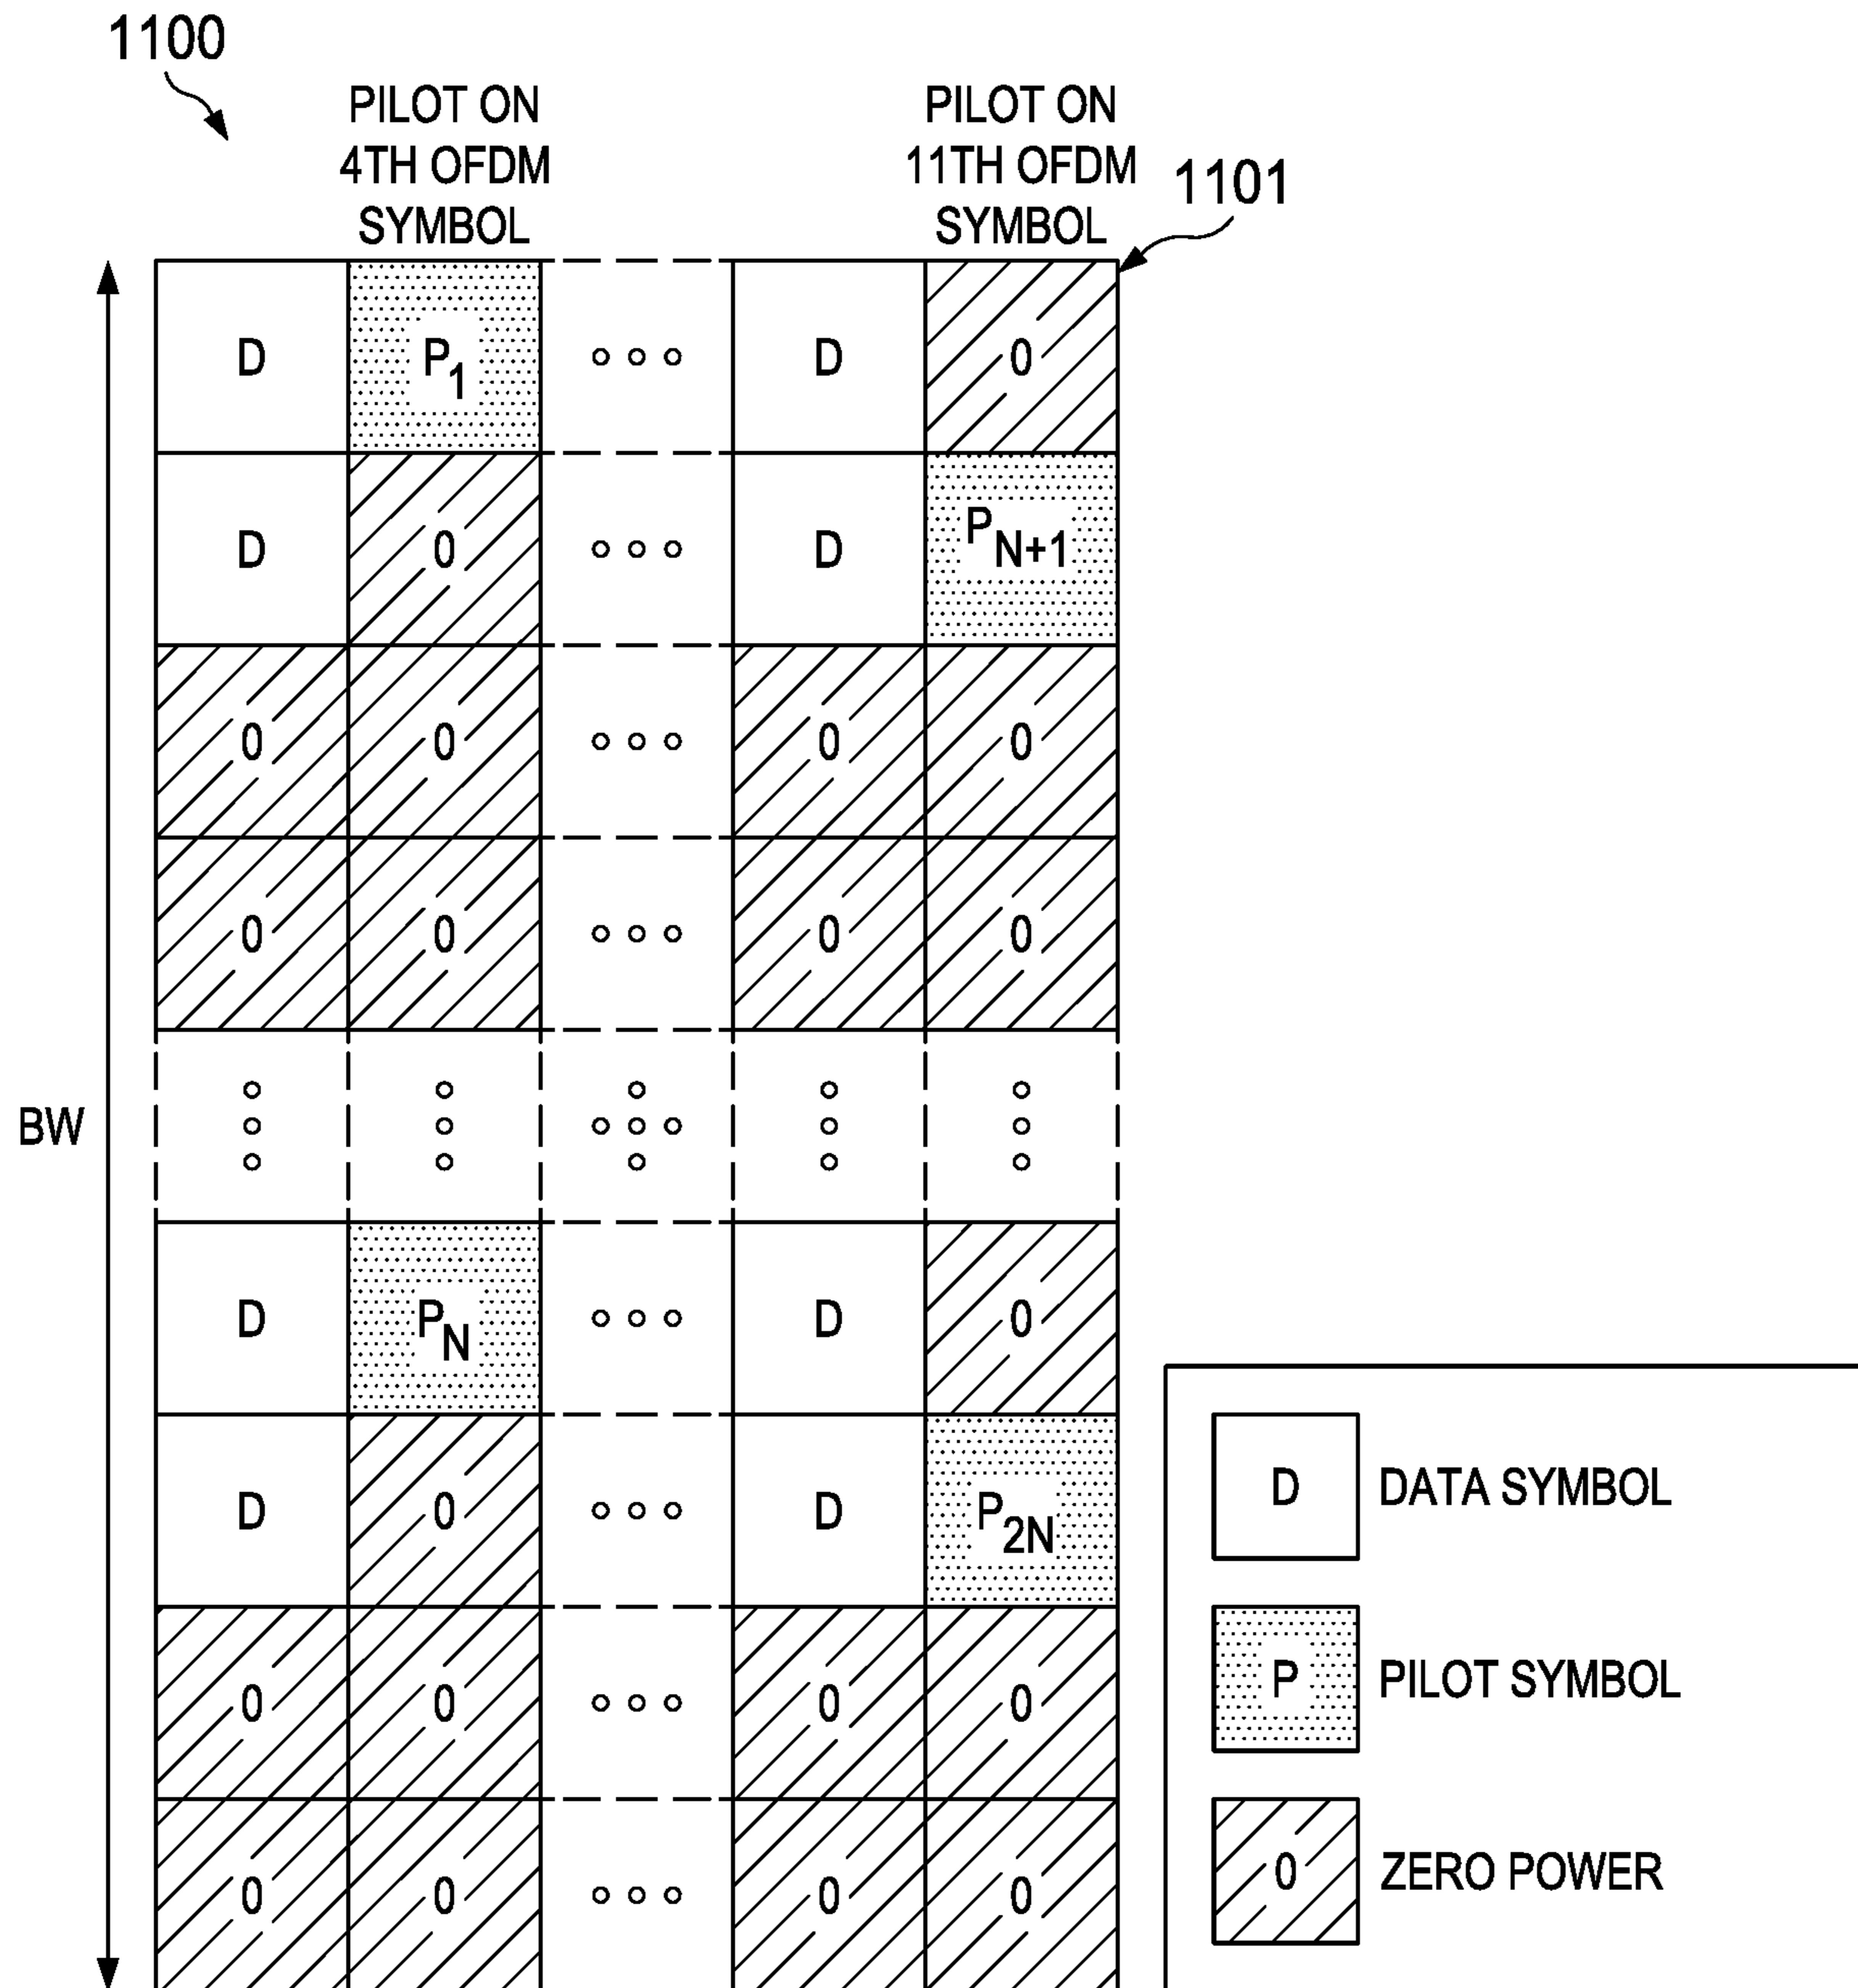 1100
PILOT ON
4TH OFDM
SYMBOL
PILOT ON
11TH OFDM
SYMBOL
1101
BW
D P1 D 0
D 0 D PN+1
0 0 0 0
0 0 0 0
D PN D 0
D 0 D P2N
0 0 0 0
0 0 0 0
D DATA SYMBOL
P PILOT SYMBOL
0 ZERO POWER